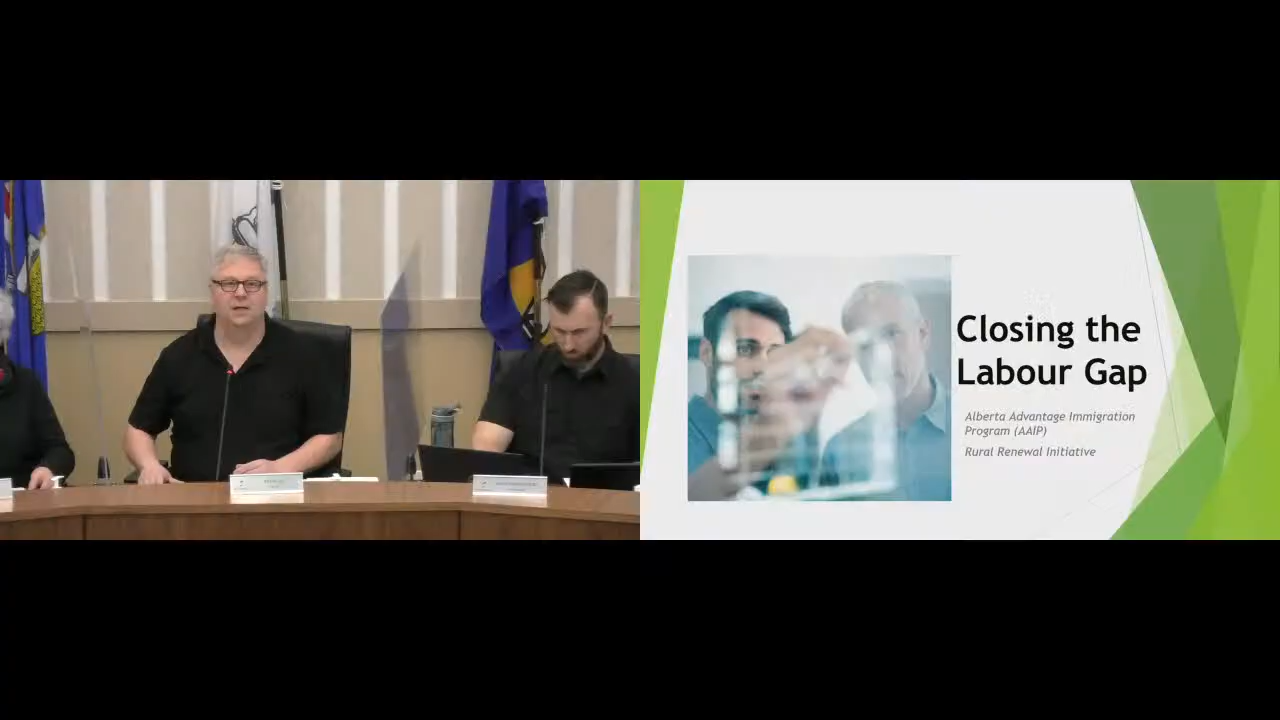 Closing the
Labour Gap
Alberta Advantage Immigration
Program (AAIP)
Rural Renewal Initiative